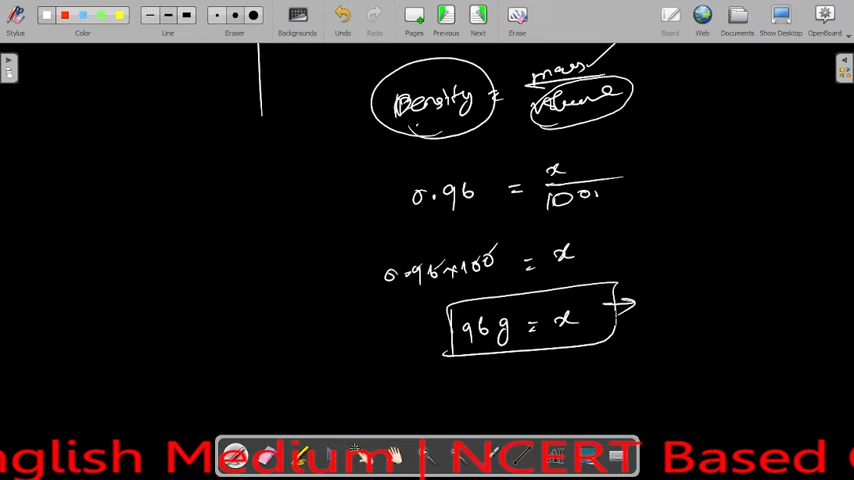 Stylus Color Line Eraser Backgrounds Undo Redo Pages Previous Next Erase Board Web Documents Show Desktop OpenBoard
Density = mass
volume
0.96 = x
100
0.96 × 100 = x
96 g = x
nglish Medium | NCERT Based